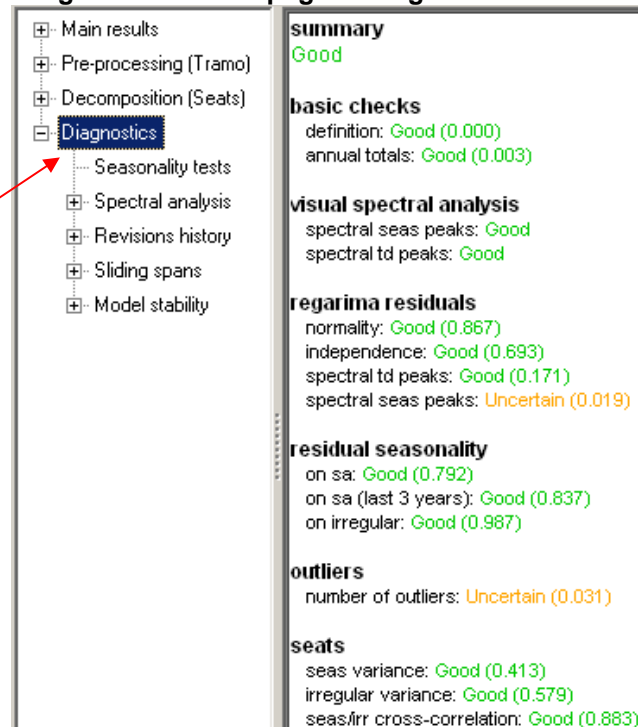 Main results
Pre-processing (Tramo)
Decomposition (Seats)
Diagnostics
Seasonality tests
Spectral analysis
Revisions history
Sliding spans
Model stability
summary
Good
basic checks
definition: Good (0.000)
annual totals: Good (0.003)
visual spectral analysis
spectral seas peaks: Good
spectral td peaks: Good
regarima residuals
normality: Good (0.867)
independence: Good (0.693)
spectral td peaks: Good (0.171)
spectral seas peaks: Uncertain (0.019)
residual seasonality
on sa: Good (0.792)
on sa (last 3 years): Good (0.837)
on irregular: Good (0.987)
outliers
number of outliers: Uncertain (0.031)
seats
seas variance: Good (0.413)
irregular variance: Good (0.579)
seas/irr cross-correlation: Good (0.883)